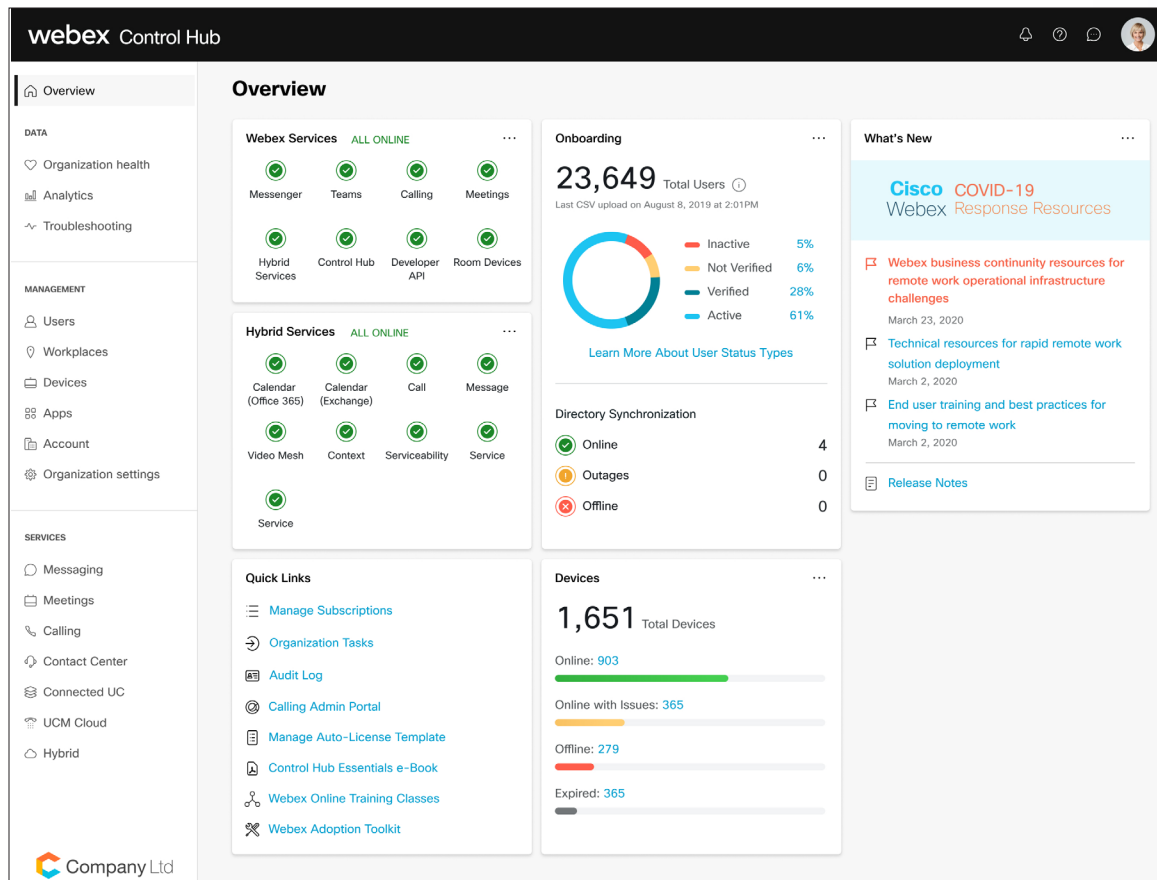 webex Control Hub
Overview
DATA
Organization health
Analytics
Troubleshooting
MANAGEMENT
Users
Workplaces
Devices
Apps
Account
Organization settings
SERVICES
Messaging
Meetings
Calling
Contact Center
Connected UC
UCM Cloud
Hybrid
Company Ltd
Overview
Webex Services ALL ONLINE
Messenger Teams Calling Meetings
Hybrid Services Control Hub Developer API Room Devices
Hybrid Services ALL ONLINE
Calendar (Office 365) Calendar (Exchange) Call Message
Video Mesh Context Serviceability Service
Service
Quick Links
Manage Subscriptions
Organization Tasks
Audit Log
Calling Admin Portal
Manage Auto-License Template
Control Hub Essentials e-Book
Webex Online Training Classes
Webex Adoption Toolkit
Onboarding
23,649 Total Users
Last CSV upload on August 8, 2019 at 2:01PM
Inactive 5%
Not Verified 6%
Verified 28%
Active 61%
Learn More About User Status Types
Directory Synchronization
Online 4
Outages 0
Offline 0
Devices
1,651 Total Devices
Online: 903
Online with Issues: 365
Offline: 279
Expired: 365
What's New
Cisco COVID-19
Webex Response Resources
Webex business continuity resources for
remote work operational infrastructure
challenges
March 23, 2020
Technical resources for rapid remote work
solution deployment
March 2, 2020
End user training and best practices for
moving to remote work
March 2, 2020
Release Notes